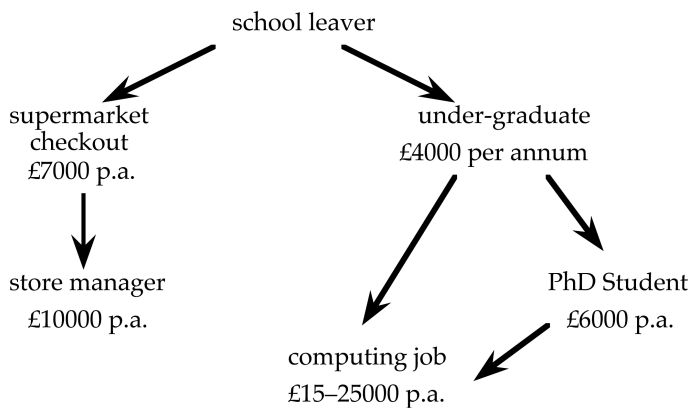 school leaver
supermarket
checkout
£7000 p.a.
under-graduate
£4000 per annum
store manager
£10000 p.a.
PhD Student
£6000 p.a.
computing job
£15–25000 p.a.